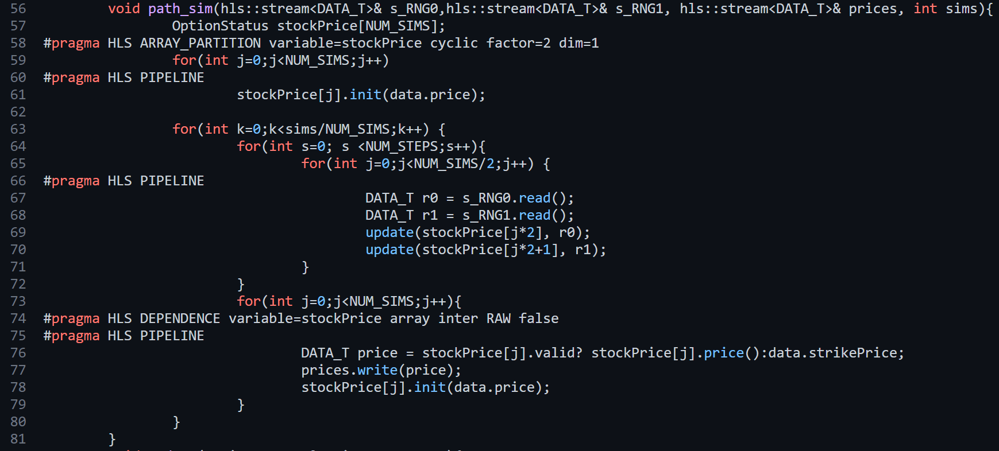 56 void path_sim(hls::stream<DATA_T>& s_RNG0,hls::stream<DATA_T>& s_RNG1, hls::stream<DATA_T>& prices, int sims){
57 OptionStatus stockPrice[NUM_SIMS];
58 #pragma HLS ARRAY_PARTITION variable=stockPrice cyclic factor=2 dim=1
59 for(int j=0;j<NUM_SIMS;j++)
60 #pragma HLS PIPELINE
61 stockPrice[j].init(data.price);
62
63 for(int k=0;k<sims/NUM_SIMS;k++) {
64 for(int s=0; s <NUM_STEPS;s++){
65 for(int j=0;j<NUM_SIMS/2;j++) {
66 #pragma HLS PIPELINE
67 DATA_T r0 = s_RNG0.read();
68 DATA_T r1 = s_RNG1.read();
69 update(stockPrice[j*2], r0);
70 update(stockPrice[j*2+1], r1);
71 }
72 }
73 for(int j=0;j<NUM_SIMS;j++){
74 #pragma HLS DEPENDENCE variable=stockPrice array inter RAW false
75 #pragma HLS PIPELINE
76 DATA_T price = stockPrice[j].valid? stockPrice[j].price():data.strikePrice;
77 prices.write(price);
78 stockPrice[j].init(data.price);
79 }
80 }
81 }